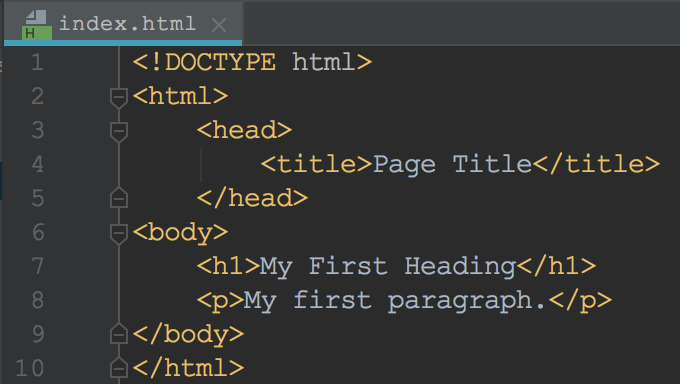 index.html
1 <!DOCTYPE html>
2 <html>
3     <head>
4         <title>Page Title</title>
5     </head>
6 <body>
7     <h1>My First Heading</h1>
8     <p>My first paragraph.</p>
9 </body>
10 </html>